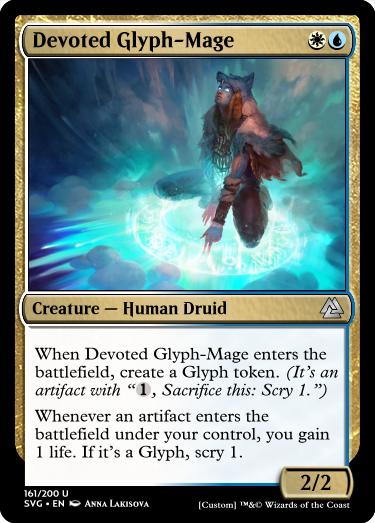 Devoted Glyph-Mage
When Devoted Glyph-Mage enters the
battlefield, create a Glyph token. (It's an
artifact with “1, Sacrifice this: Scry 1.”)
Whenever an artifact enters the
battlefield under your control, you gain
1 life. If it's a Glyph, scry 1.
Creature — Human Druid
2/2
161/200 U
SVG • EN Anna Lakisova
[Custom] ™&© Wizards of the Coast